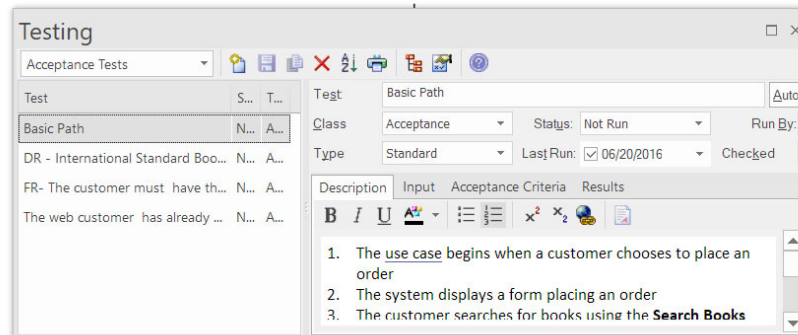 Testing
Acceptance Tests
Test S... T...
Basic Path N... A...
DR - International Standard Boo... N... A...
FR- The customer must have th... N... A...
The web customer has already ... N... A...
Test Basic Path Auto
Class Acceptance Status: Not Run Run By:
Type Standard Last Run: 06/20/2016 Checked
Description Input Acceptance Criteria Results
B I U A x² x₂
1. The use case begins when a customer chooses to place an
order
2. The system displays a form placing an order
3. The customer searches for books using the Search Books